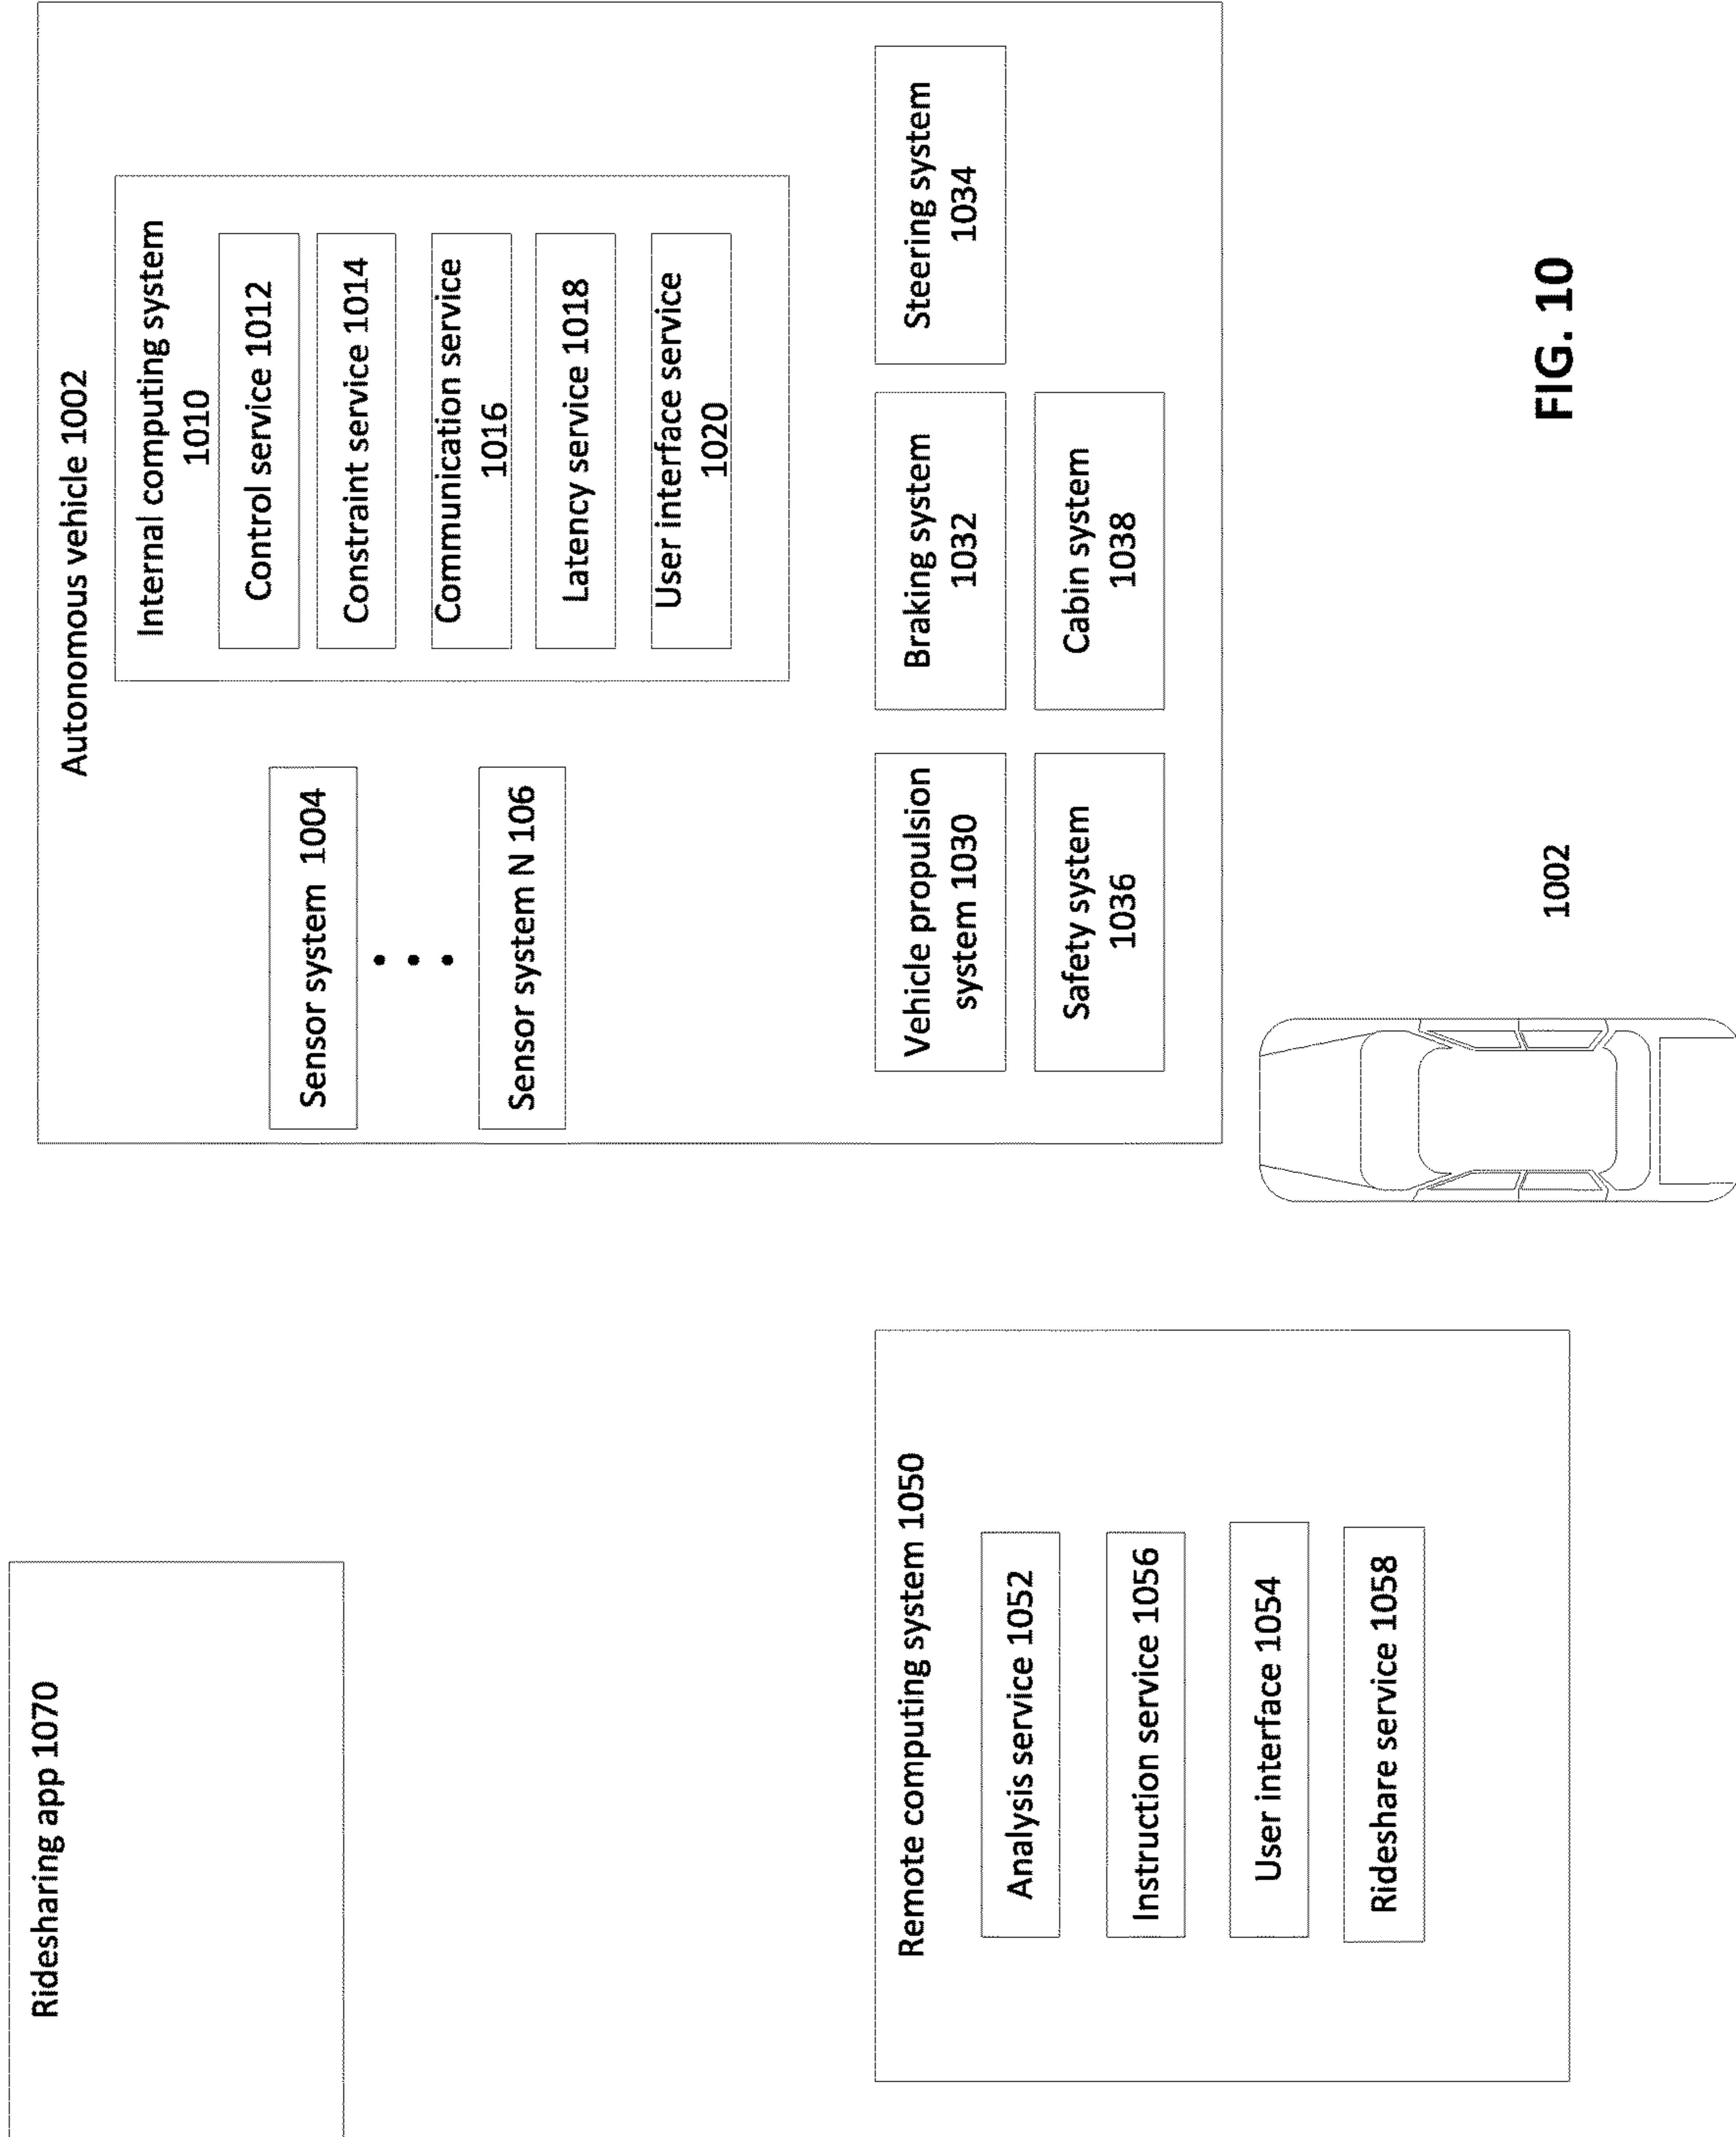 Ridesharing app 1070
Autonomous vehicle 1002
Sensor system 1004
Sensor system N 106
Internal computing system
1010
Control service 1012
Constraint service 1014
Communication service
1016
Latency service 1018
User interface service
1020
Vehicle propulsion
system 1030
Braking system
1032
Steering system
1034
Safety system
1036
Cabin system
1038
Remote computing system 1050
Analysis service 1052
Instruction service 1056
User interface 1054
Rideshare service 1058
1002
FIG. 10